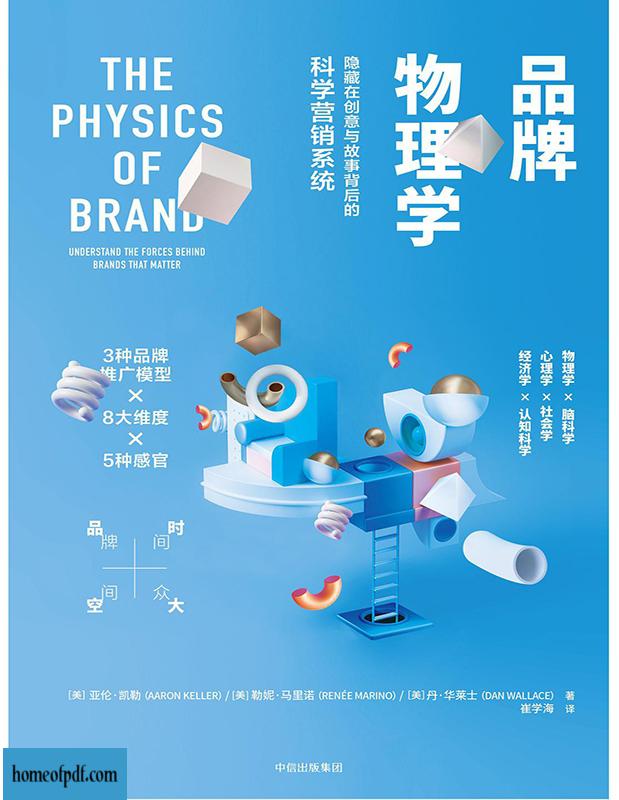 THE
PHYSICS
OF
BRAND
UNDERSTAND THE FORCES BEHIND
BRANDS THAT MATTER
品牌
物理学
隐藏在创意与故事背后的
科学营销系统
3种品牌
推广模型
×
8大维度
×
5种感官
物理学 × 脑科学
心理学 × 社会学
经济学 × 认知科学
品牌
时间
空间
大众
[美] 亚伦·凯勒 (AARON KELLER) / [美] 勒妮·马里诺 (RENÉE MARINO) / [美] 丹·华莱士 (DAN WALLACE) 著
崔学海 译
中信出版集团
homeofpdf.com